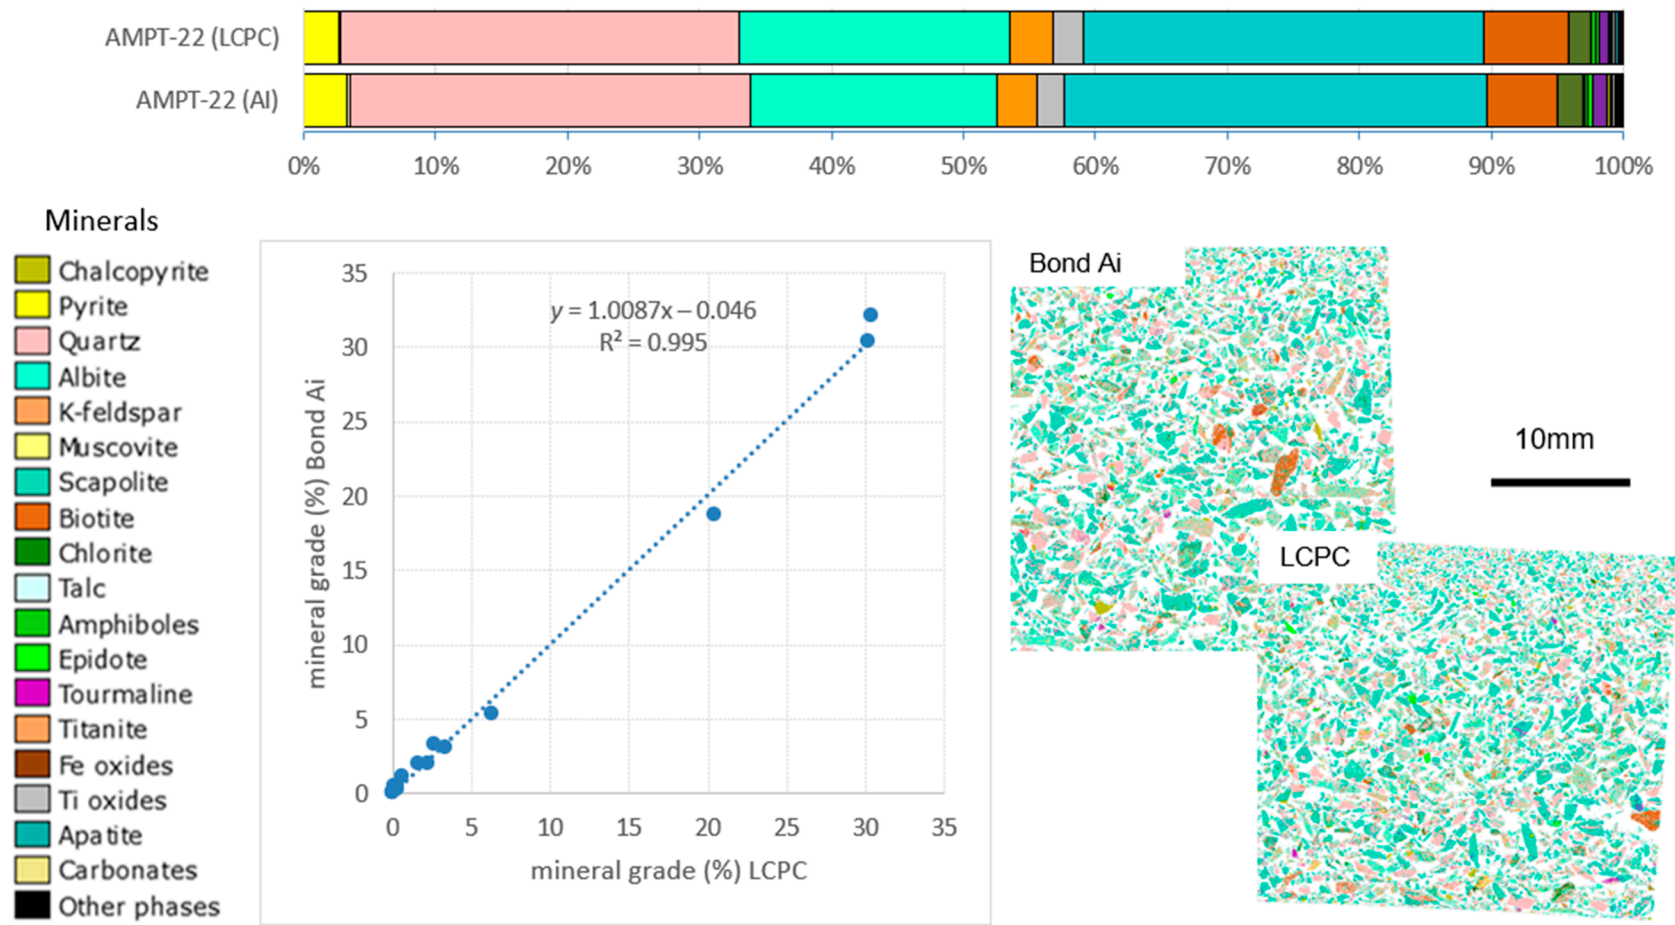 AMPT-22 (LCPC)
AMPT-22 (AI)
0% 10% 20% 30% 40% 50% 60% 70% 80% 90% 100%
Minerals
Chalcopyrite
Pyrite
Quartz
Albite
K-feldspar
Muscovite
Scapolite
Biotite
Chlorite
Talc
Amphiboles
Epidote
Tourmaline
Titanite
Fe oxides
Ti oxides
Apatite
Carbonates
Other phases
mineral grade (%) Bond Ai
35
30
25
20
15
10
5
0
y = 1.0087x – 0.046
R² = 0.995
0 5 10 15 20 25 30 35
mineral grade (%) LCPC
Bond Ai
LCPC
10mm